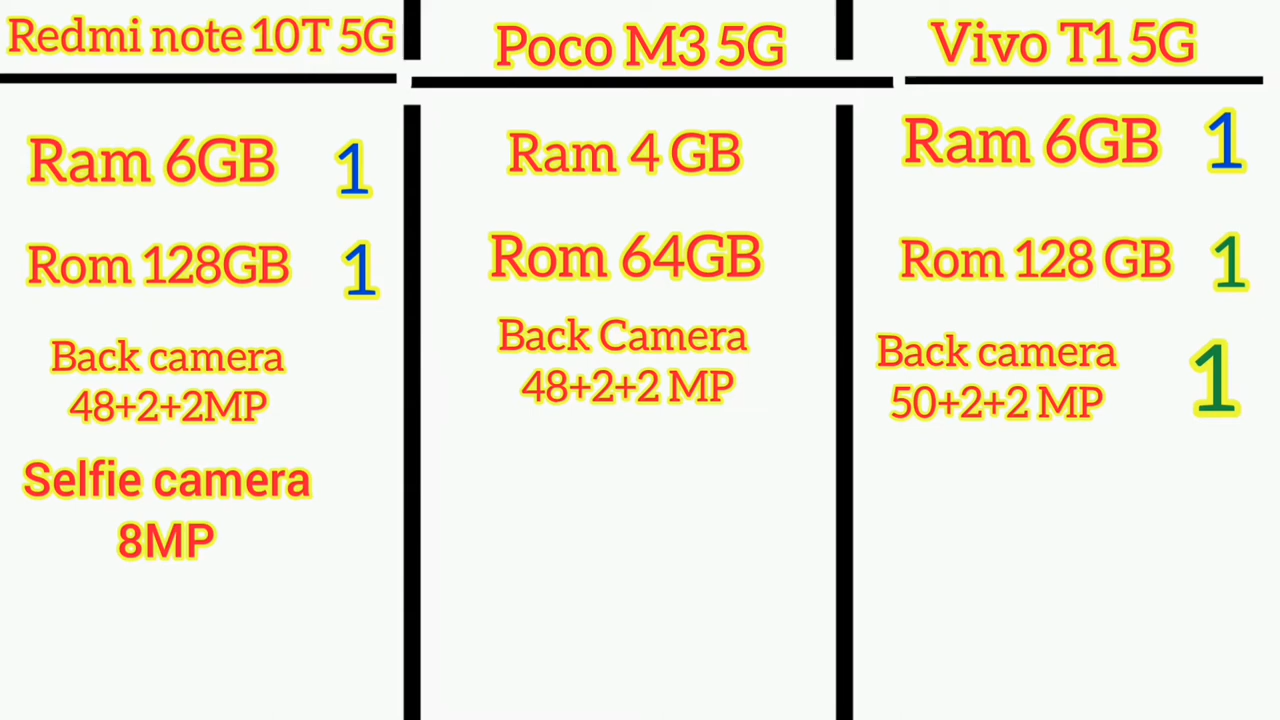 Redmi note 10T 5G
Ram 6GB 1
Rom 128GB 1
Back camera
48+2+2MP
Selfie camera
8MP
Poco M3 5G
Ram 4 GB
Rom 64GB
Back Camera
48+2+2 MP
Vivo T1 5G
Ram 6GB 1
Rom 128 GB 1
Back camera
50+2+2 MP 1